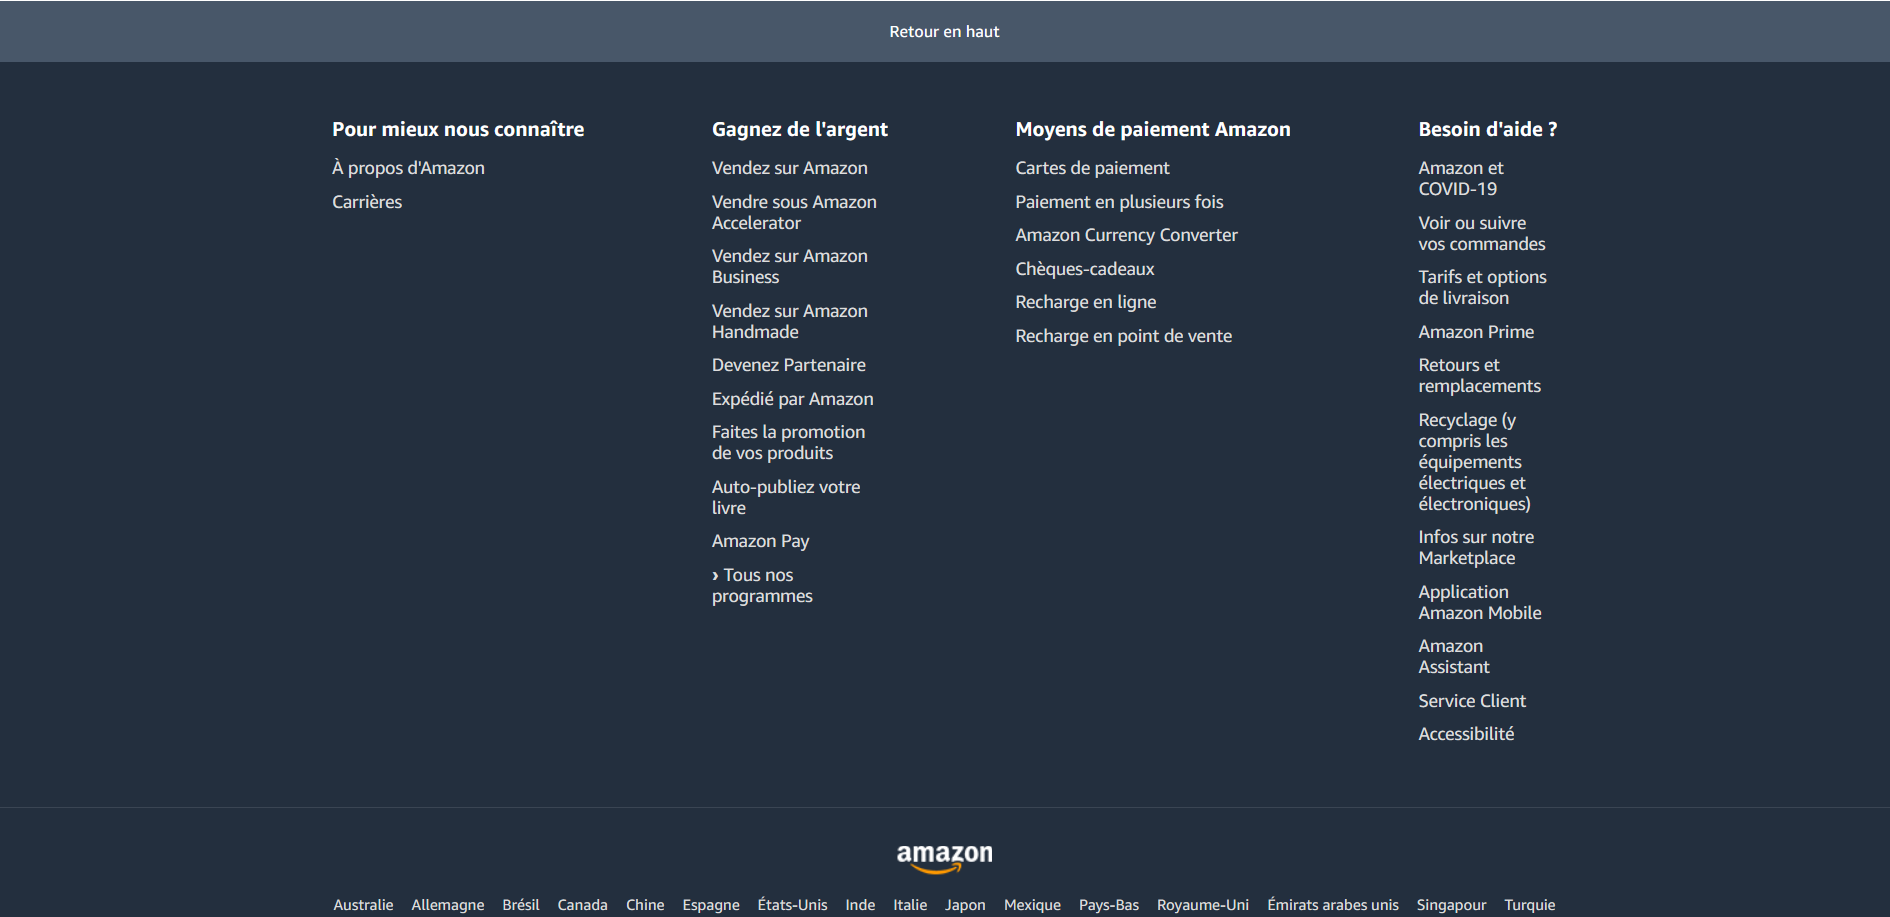 Retour en haut
Pour mieux nous connaître
À propos d'Amazon
Carrières
Gagnez de l'argent
Vendez sur Amazon
Vendre sous Amazon
Accelerator
Vendez sur Amazon
Business
Vendez sur Amazon
Handmade
Devenez Partenaire
Expédié par Amazon
Faites la promotion
de vos produits
Auto-publiez votre
livre
Amazon Pay
› Tous nos
programmes
Moyens de paiement Amazon
Cartes de paiement
Paiement en plusieurs fois
Amazon Currency Converter
Chèques-cadeaux
Recharge en ligne
Recharge en point de vente
Besoin d'aide ?
Amazon et
COVID-19
Voir ou suivre
vos commandes
Tarifs et options
de livraison
Amazon Prime
Retours et
remplacements
Recyclage (y
compris les
équipements
électriques et
électroniques)
Infos sur notre
Marketplace
Application
Amazon Mobile
Amazon
Assistant
Service Client
Accessibilité
amazon
Australie Allemagne Brésil Canada Chine Espagne États-Unis Inde Italie Japon Mexique Pays-Bas Royaume-Uni Émirats arabes unis Singapour Turquie